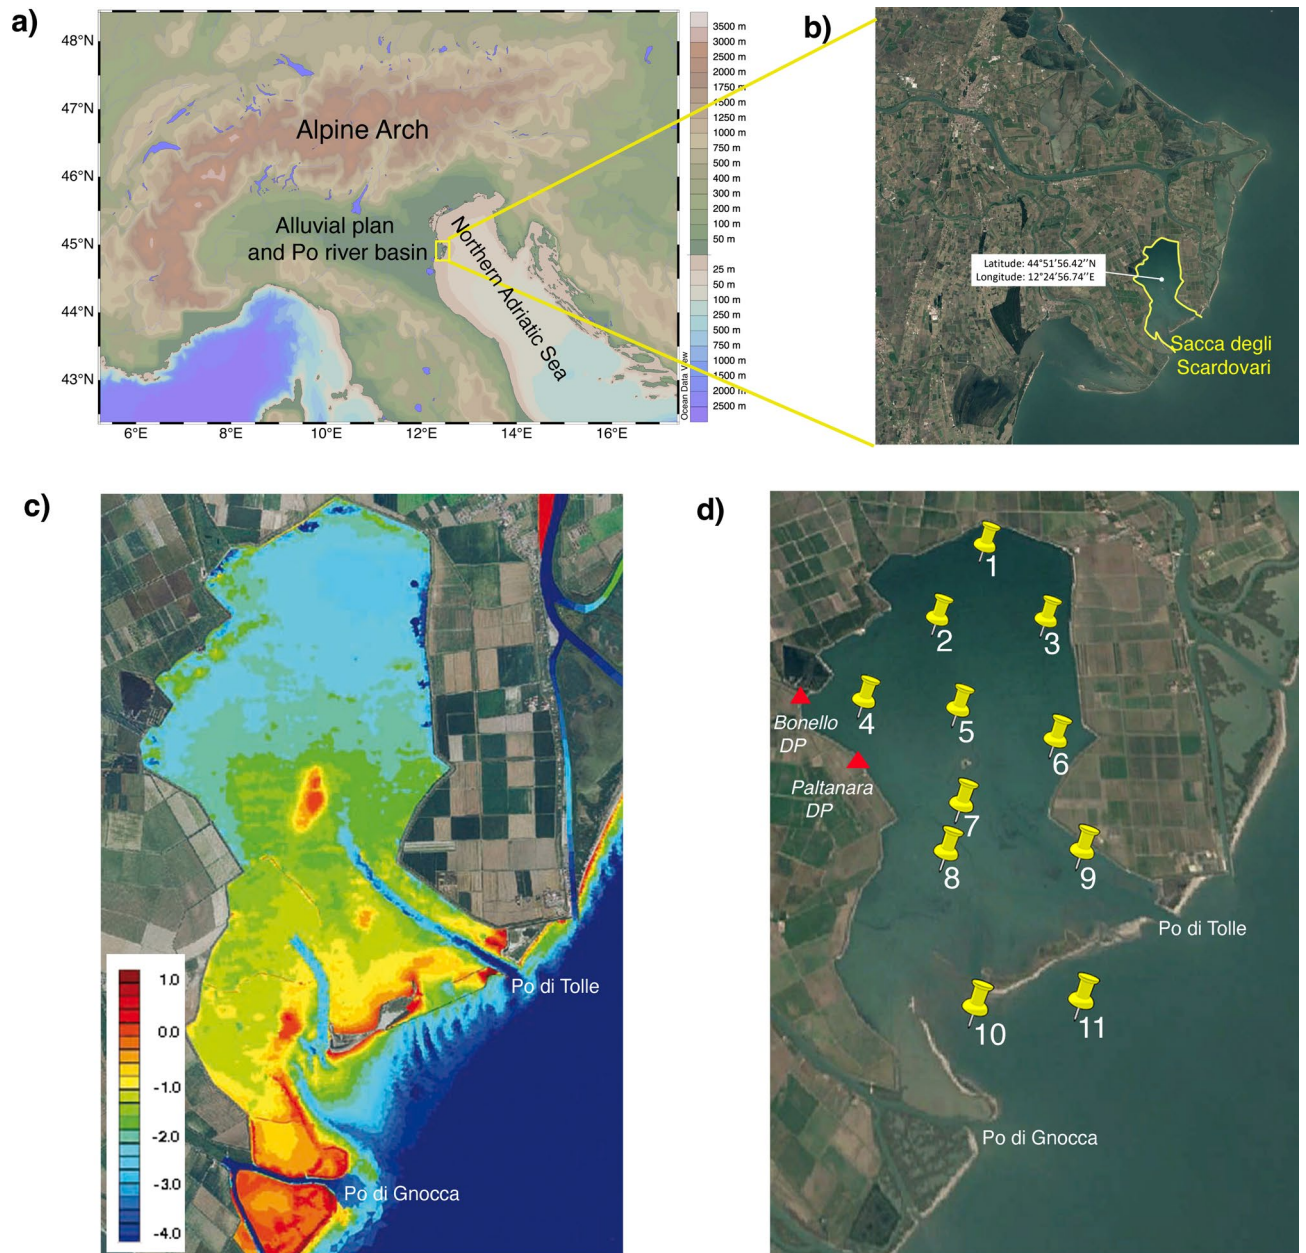 a)
48°N
47°N
46°N
45°N
44°N
43°N
6°E
8°E
10°E
12°E
14°E
16°E
Alpine Arch
Alluvial plan
and Po river basin
Northern Adriatic Sea
3500 m
3000 m
2500 m
2000 m
1750 m
1500 m
1250 m
1000 m
750 m
500 m
400 m
300 m
200 m
100 m
50 m
25 m
50 m
100 m
250 m
500 m
750 m
1000 m
1500 m
2000 m
2500 m
Ocean Data View
b)
Latitude: 44°51′56.42′′N
Longitude: 12°24′56.74′′E
Sacca degli
Scardovari
c)
1.0
0.0
-1.0
-2.0
-3.0
-4.0
Po di Tolle
Po di Gnocca
d)
1
2
3
4
5
6
7
8
9
10
11
Bonello
DP
Paltanara
DP
Po di Tolle
Po di Gnocca